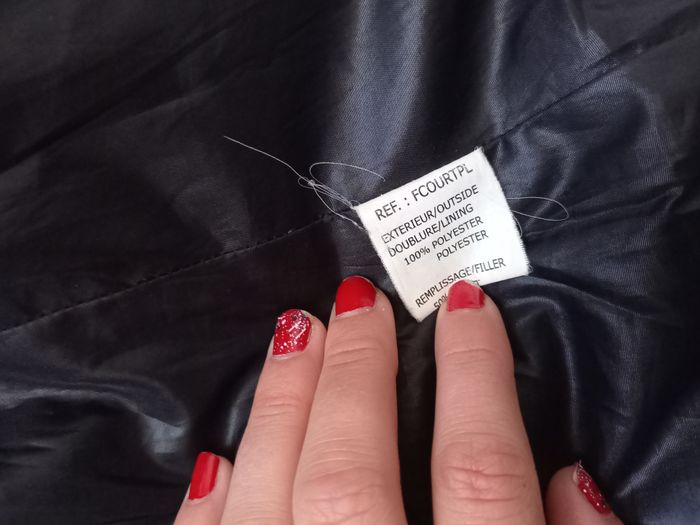 REF. : FCOURTPL
EXTERIEUR/OUTSIDE
DOUBLURE/LINING
100% POLYESTER
POLYESTER
REMPLISSAGE/FILLER